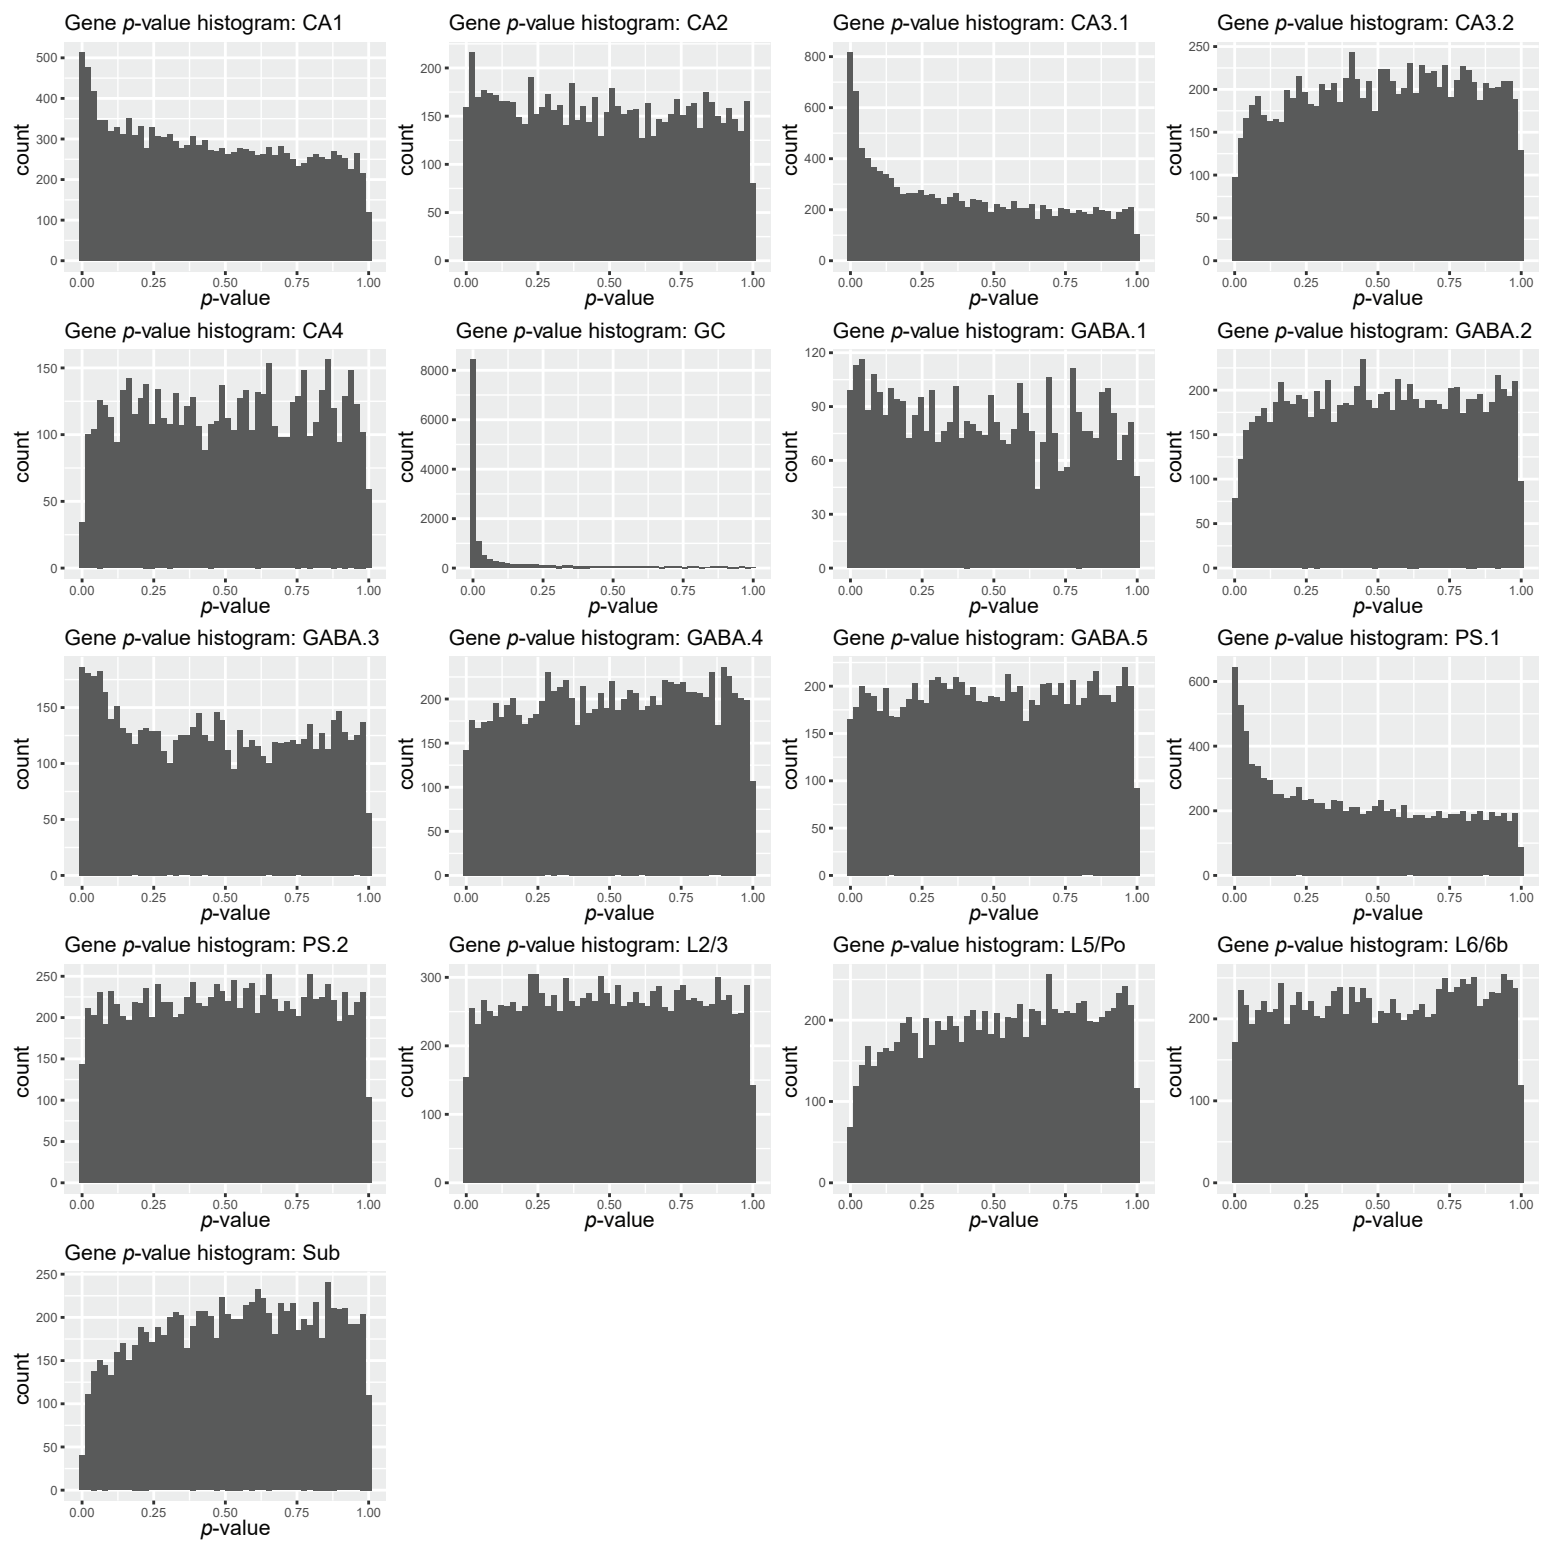 Gene p-value histogram: CA1
500
400
300
200
100
0
count
0.00 0.25 0.50 0.75 1.00
p-value
Gene p-value histogram: CA2
200
150
100
50
0
count
0.00 0.25 0.50 0.75 1.00
p-value
Gene p-value histogram: CA3.1
800
600
400
200
0
count
0.00 0.25 0.50 0.75 1.00
p-value
Gene p-value histogram: CA3.2
250
200
150
100
50
0
count
0.00 0.25 0.50 0.75 1.00
p-value
Gene p-value histogram: CA4
150
100
50
0
count
0.00 0.25 0.50 0.75 1.00
p-value
Gene p-value histogram: GC
8000
6000
4000
2000
0
count
0.00 0.25 0.50 0.75 1.00
p-value
Gene p-value histogram: GABA.1
120
90
60
30
0
count
0.00 0.25 0.50 0.75 1.00
p-value
Gene p-value histogram: GABA.2
200
150
100
50
0
count
0.00 0.25 0.50 0.75 1.00
p-value
Gene p-value histogram: GABA.3
150
100
50
0
count
0.00 0.25 0.50 0.75 1.00
p-value
Gene p-value histogram: GABA.4
200
150
100
50
0
count
0.00 0.25 0.50 0.75 1.00
p-value
Gene p-value histogram: GABA.5
200
150
100
50
0
count
0.00 0.25 0.50 0.75 1.00
p-value
Gene p-value histogram: PS.1
600
400
200
0
count
0.00 0.25 0.50 0.75 1.00
p-value
Gene p-value histogram: PS.2
250
200
150
100
50
0
count
0.00 0.25 0.50 0.75 1.00
p-value
Gene p-value histogram: L2/3
300
200
100
0
count
0.00 0.25 0.50 0.75 1.00
p-value
Gene p-value histogram: L5/Po
200
100
0
count
0.00 0.25 0.50 0.75 1.00
p-value
Gene p-value histogram: L6/6b
200
100
0
count
0.00 0.25 0.50 0.75 1.00
p-value
Gene p-value histogram: Sub
250
200
150
100
50
0
count
0.00 0.25 0.50 0.75 1.00
p-value